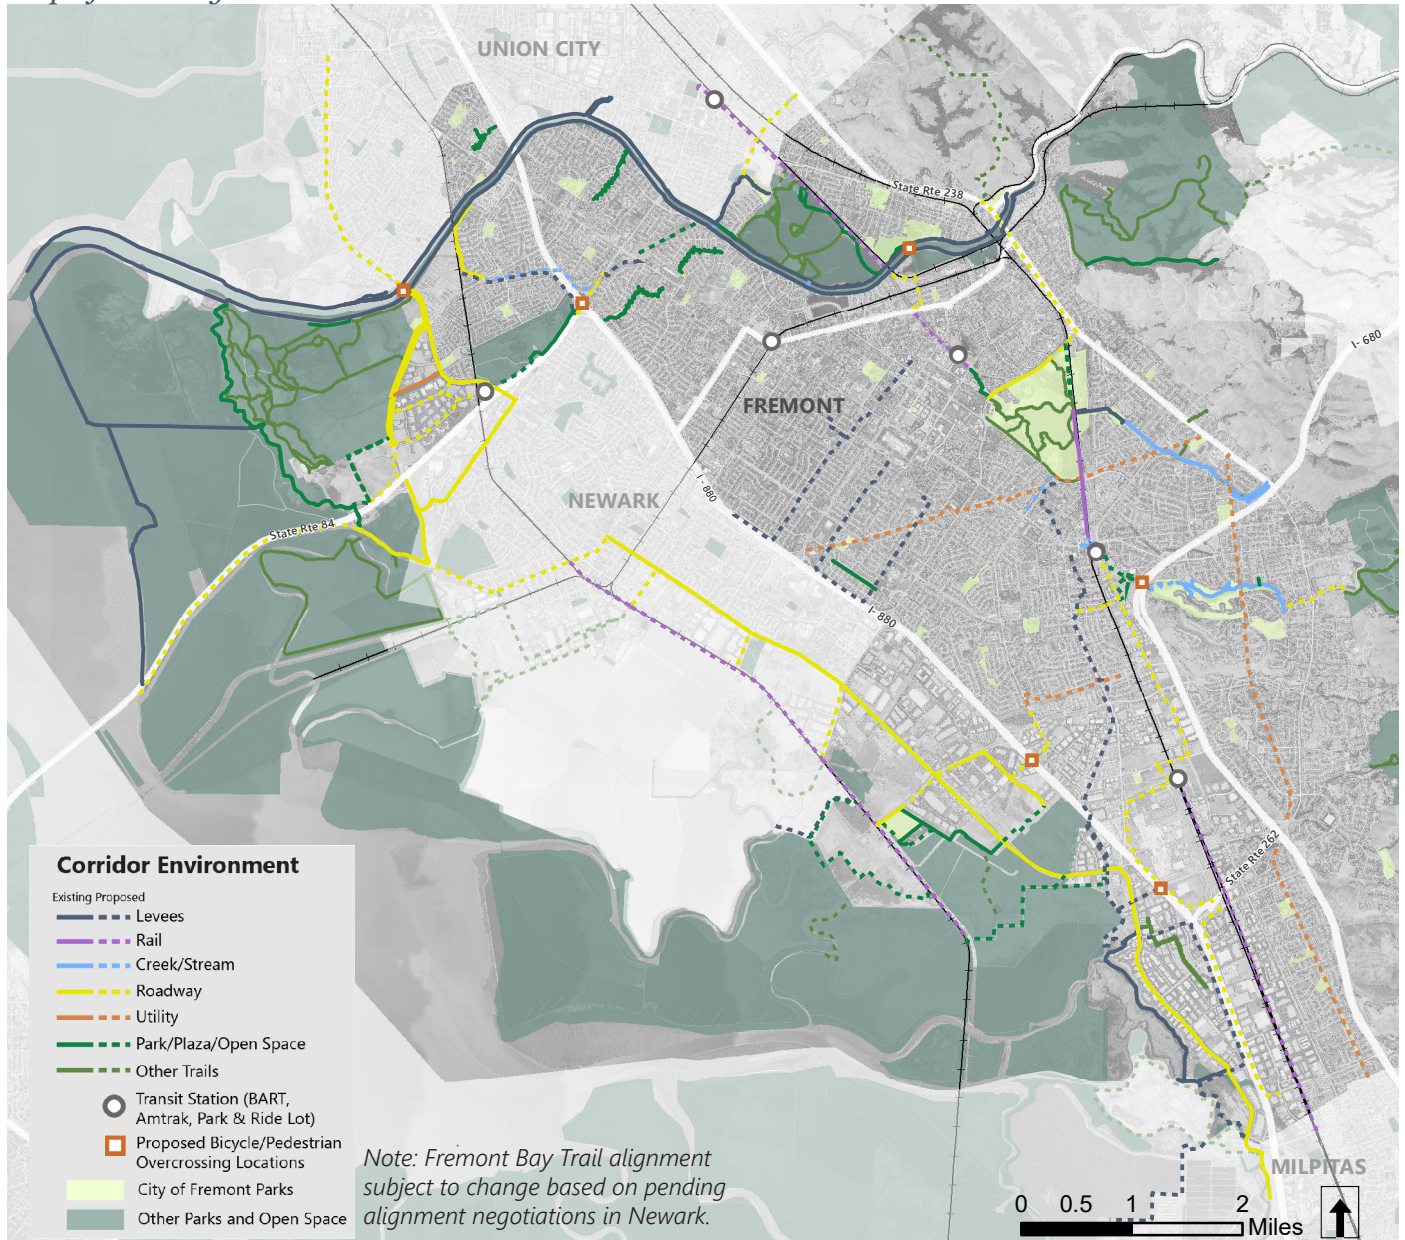 UNION CITY
State Rte 238
I- 680
FREMONT
NEWARK
I - 880
State Rte 84
I- 880
State Rte 262
Corridor Environment
Existing Proposed
Levees
Rail
Creek/Stream
Roadway
Utility
Park/Plaza/Open Space
Other Trails
Transit Station (BART,
Amtrak, Park & Ride Lot)
Proposed Bicycle/Pedestrian
Overcrossing Locations
City of Fremont Parks
Other Parks and Open Space
Note: Fremont Bay Trail alignment
subject to change based on pending
alignment negotiations in Newark.
MILPITAS
0 0.5 1 2
Miles